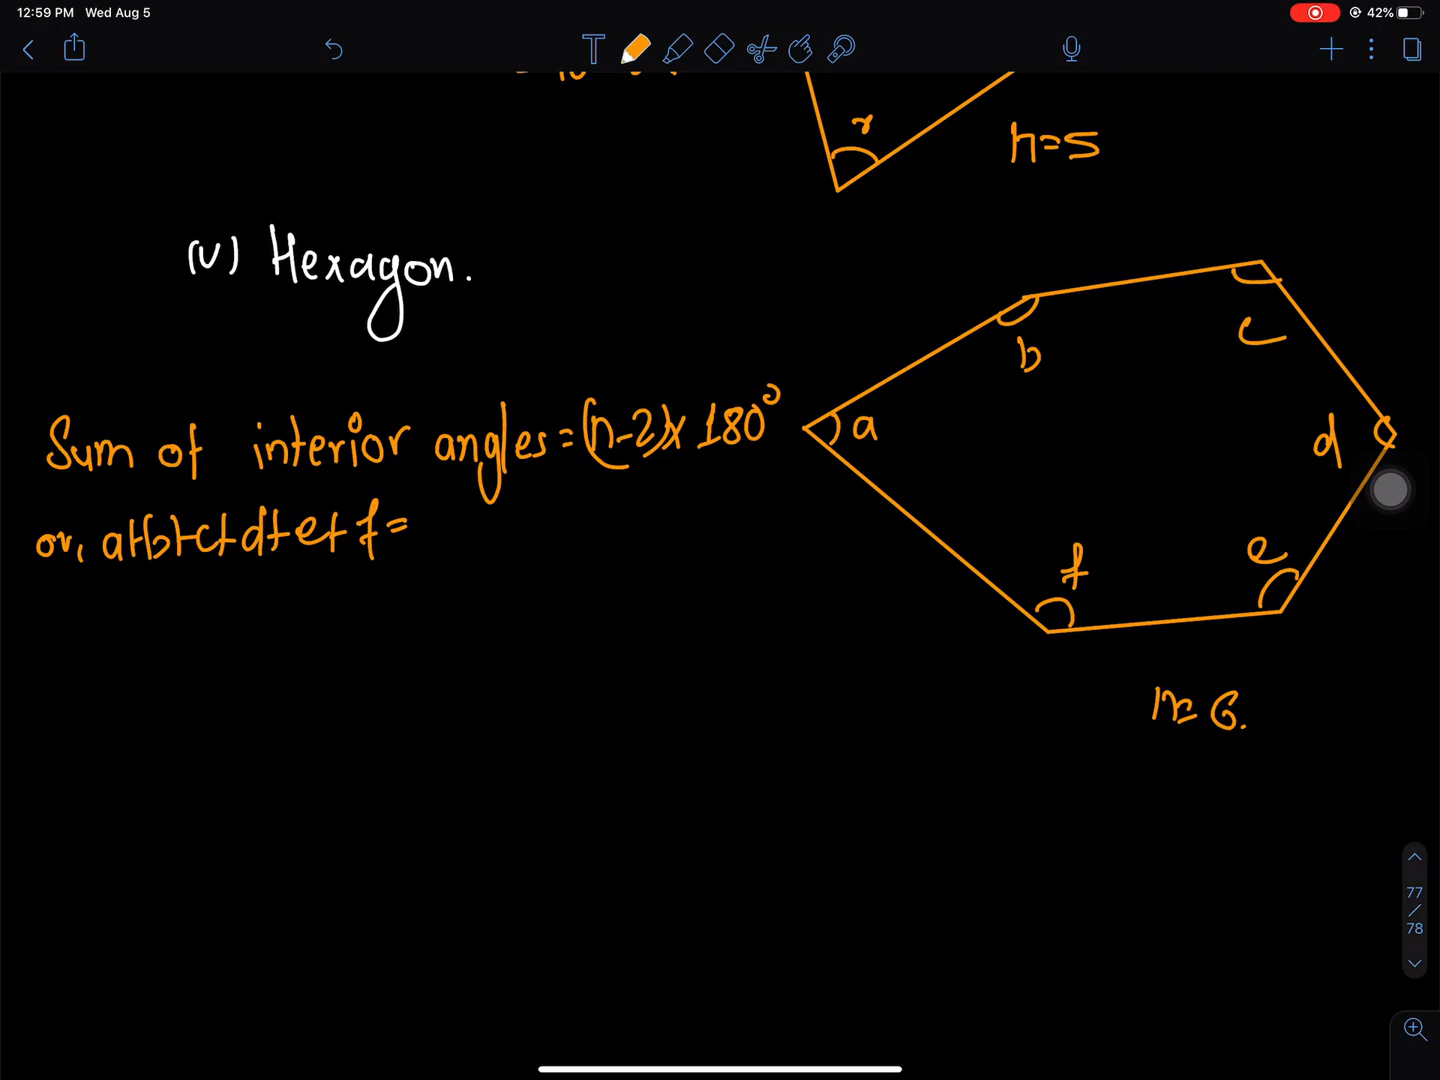 12:59 PM Wed Aug 5
42%
T
r
n=5
(v) Hexagon.
b
c
Sum of interior angles = (n-2)x 180°
a
d
or, a+b+c+d+e+f=
f
e
n= 6.
77
/
78